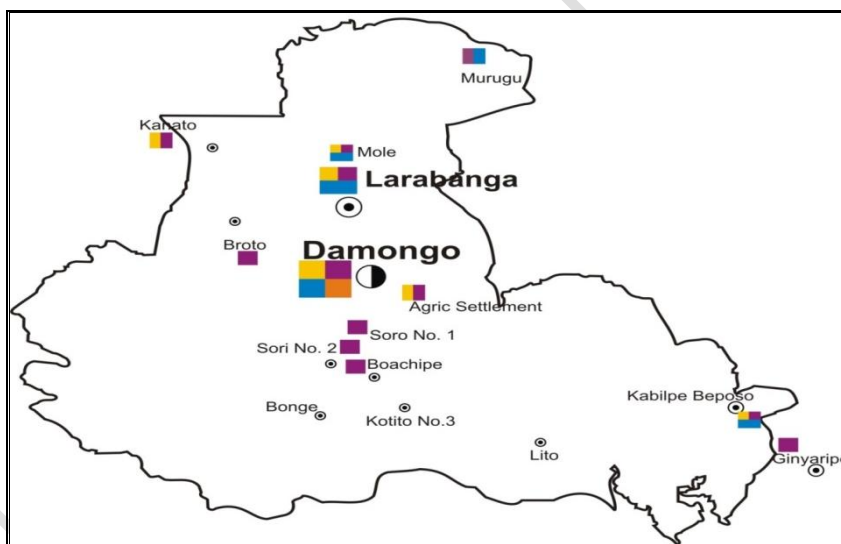 Murugu
Kanato
Mole
Larabanga
Broto
Damongo
Agric Settlement
Soro No. 1
Sori No. 2
Boachipe
Kabilpe Beposo
Bonge
Kotito No.3
Lito
Ginyaripe